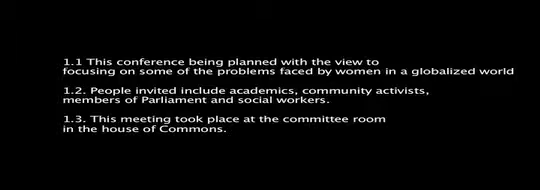 1.1 This conference being planned with the view to
focusing on some of the problems faced by women in a globalized world
1.2. People invited include academics, community activists,
members of Parliament and social workers.
1.3. This meeting took place at the committee room
in the house of Commons.